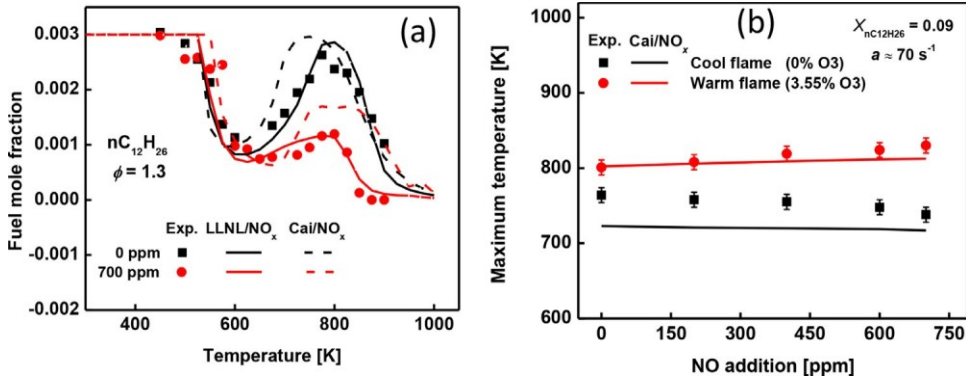 (a)
0.003
0.002
0.001
0.000
-0.001
-0.002
Fuel mole fraction
nC12H26
ϕ = 1.3
Exp. LLNL/NOx Cai/NOx
0 ppm
700 ppm
400 600 800 1000
Temperature [K]
(b)
1000
900
800
700
600
Maximum temperature [K]
XnC12H26 = 0.09
a ≈ 70 s-1
Exp. Cai/NOx
Cool flame (0% O3)
Warm flame (3.55% O3)
0 150 300 450 600 750
NO addition [ppm]